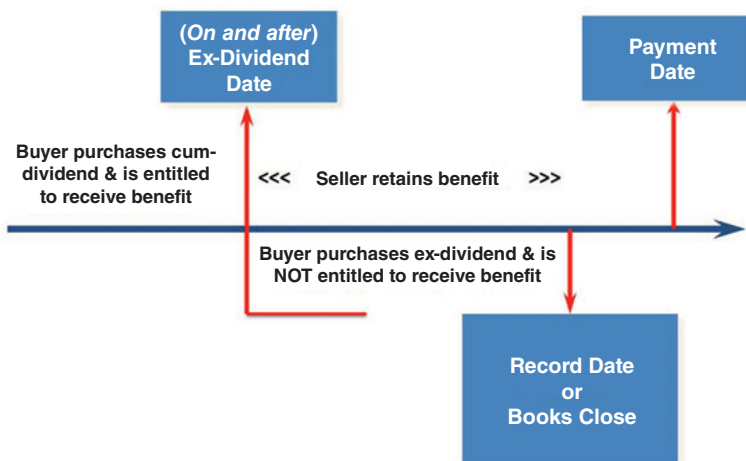 (On and after)
Ex-Dividend
Date
Payment
Date
Buyer purchases cum-
dividend & is entitled
to receive benefit
<<< Seller retains benefit >>>
Buyer purchases ex-dividend & is
NOT entitled to receive benefit
Record Date
or
Books Close